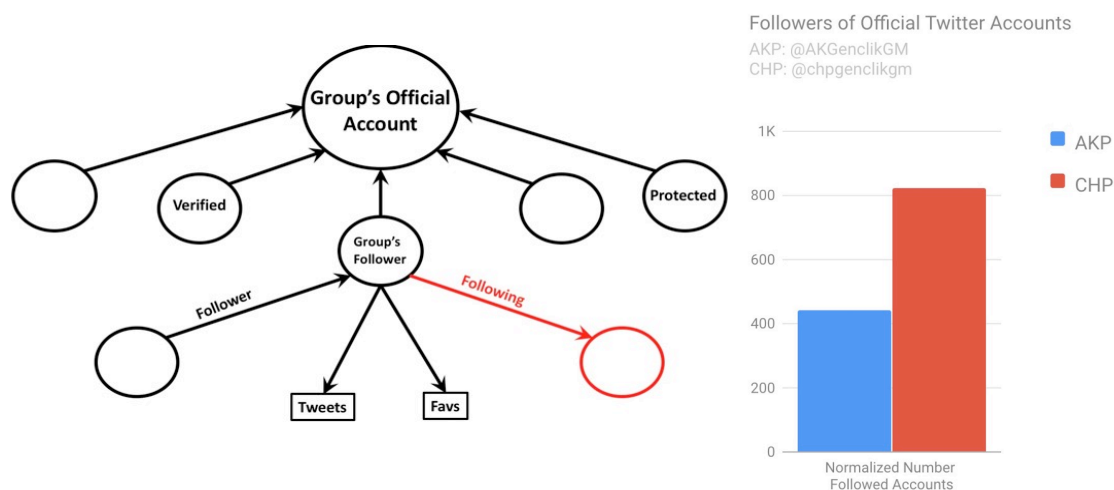 Group's Official
Account
Verified
Protected
Group's
Follower
Follower
Following
Tweets
Favs
Followers of Official Twitter Accounts
AKP: @AKGenclikGM
CHP: @chpgenclikgm
1K
800
600
400
200
0
AKP
CHP
Normalized Number
Followed Accounts